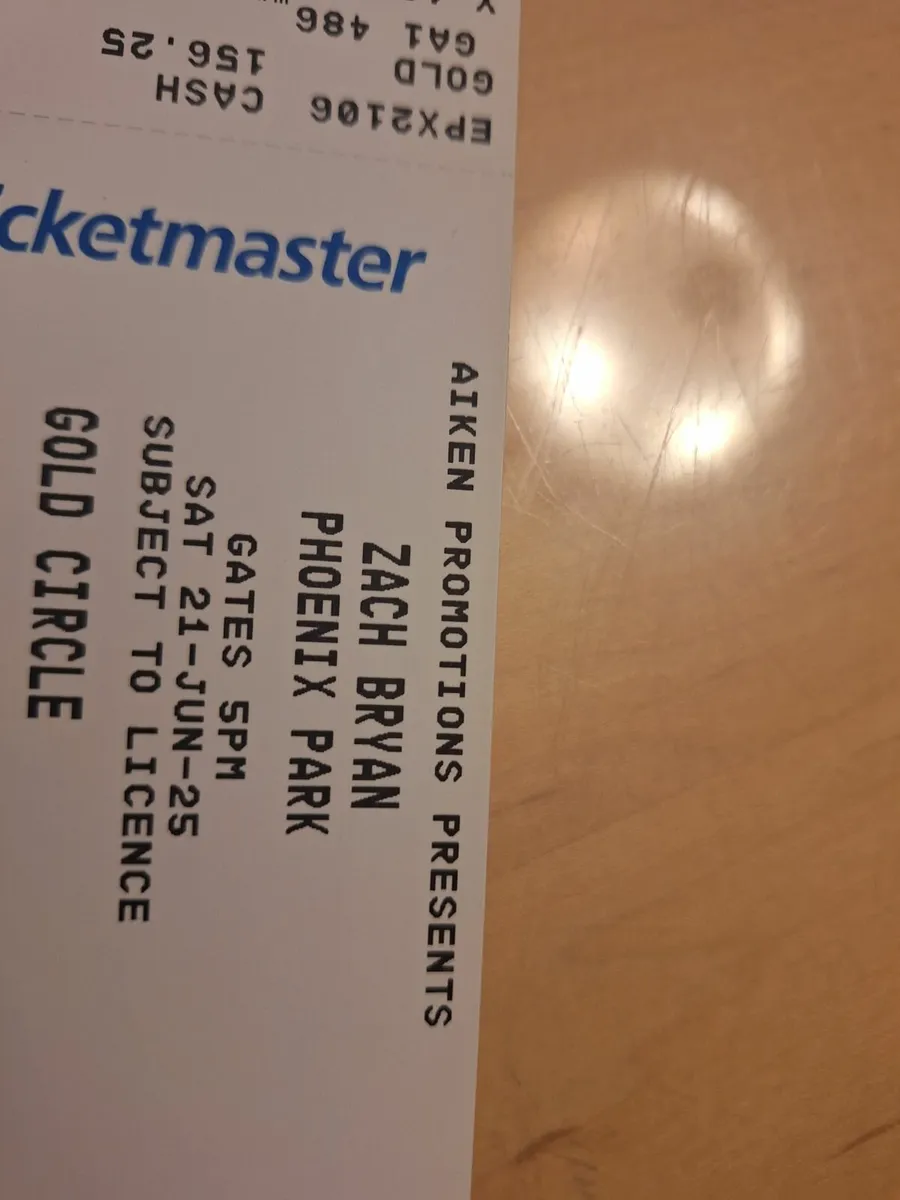 EPX2106 CASH
GOLD 156.25
GA1 486
cketmaster
AIKEN PROMOTIONS PRESENTS
ZACH BRYAN
PHOENIX PARK
GATES 5PM
SAT 21-JUN-25
SUBJECT TO LICENCE
GOLD CIRCLE